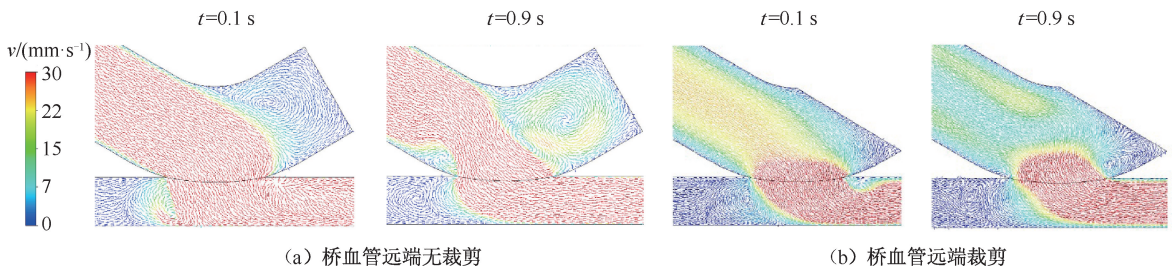 t=0.1 s
t=0.9 s
t=0.1 s
t=0.9 s
v/(mm·s⁻¹)
30
22
15
7
0
（a）桥血管远端无裁剪
（b）桥血管远端裁剪